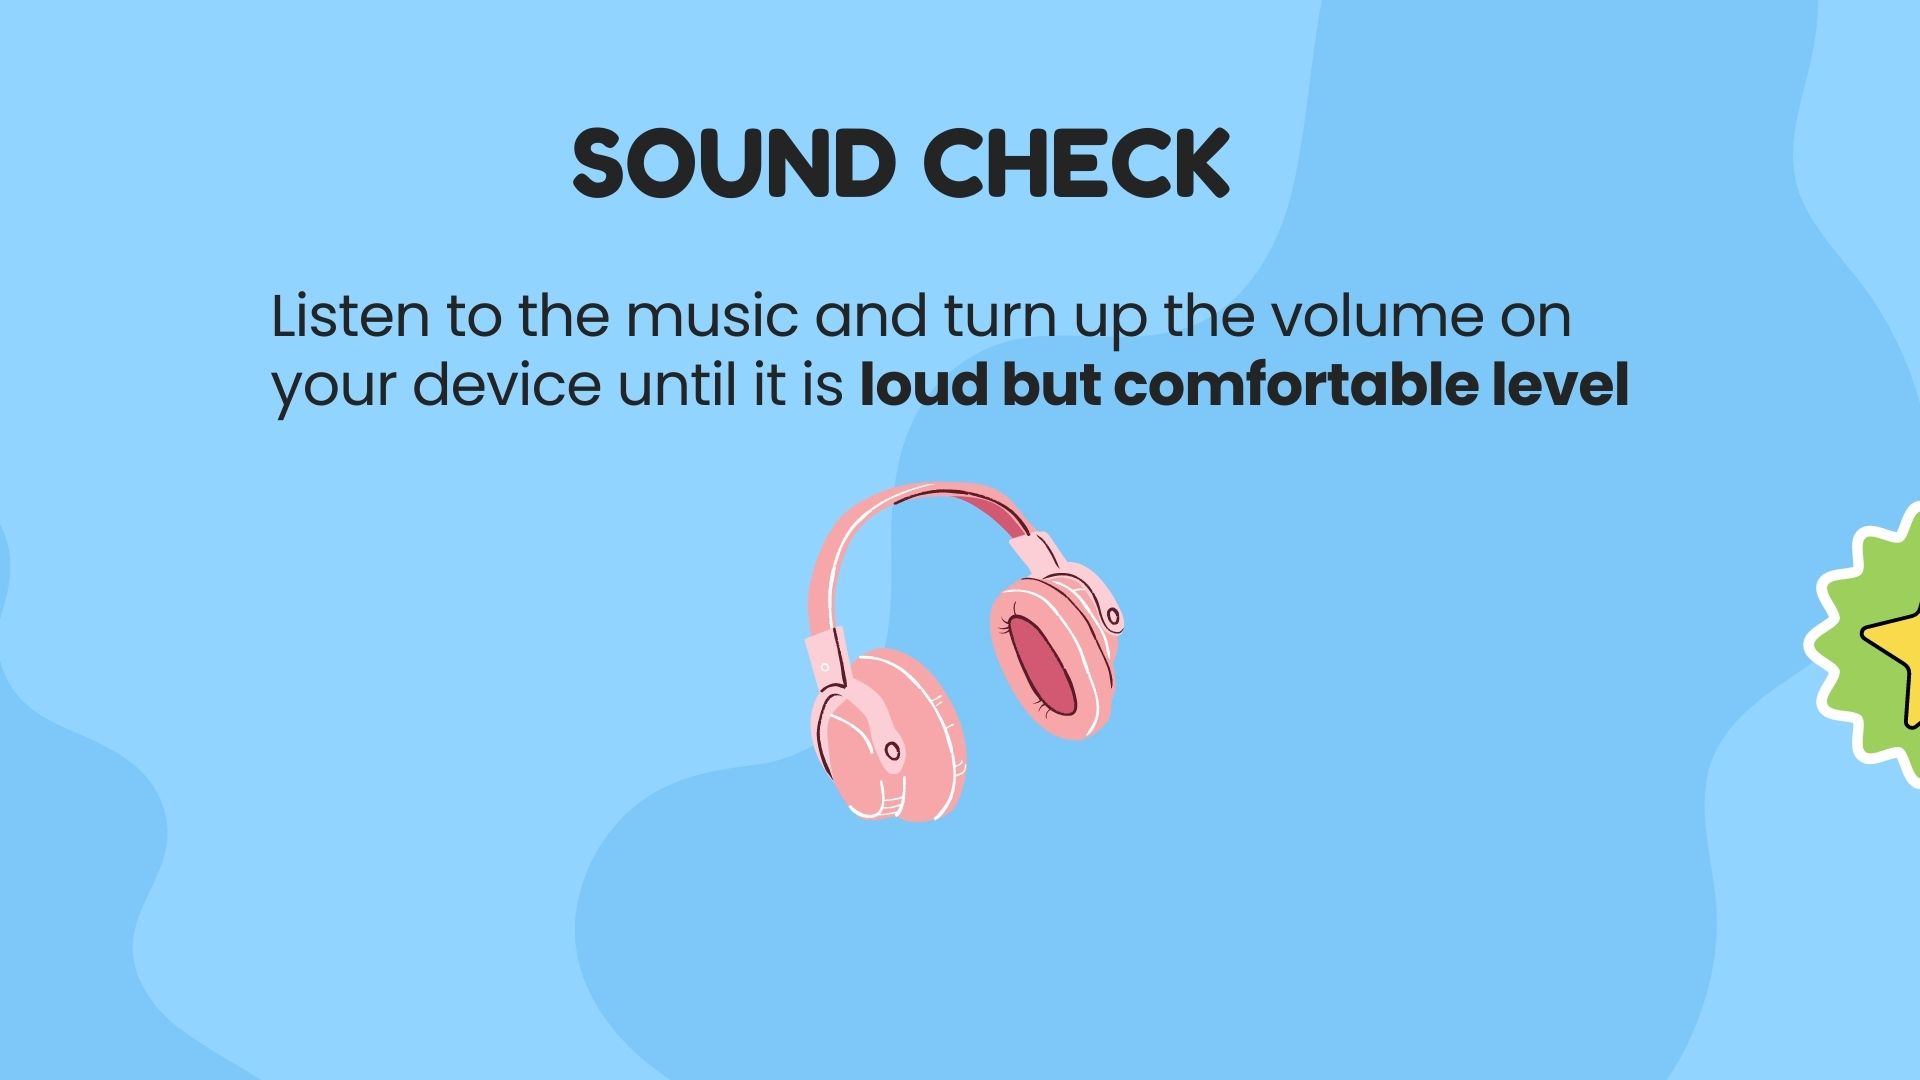 SOUND CHECK
Listen to the music and turn up the volume on
your device until it is loud but comfortable level